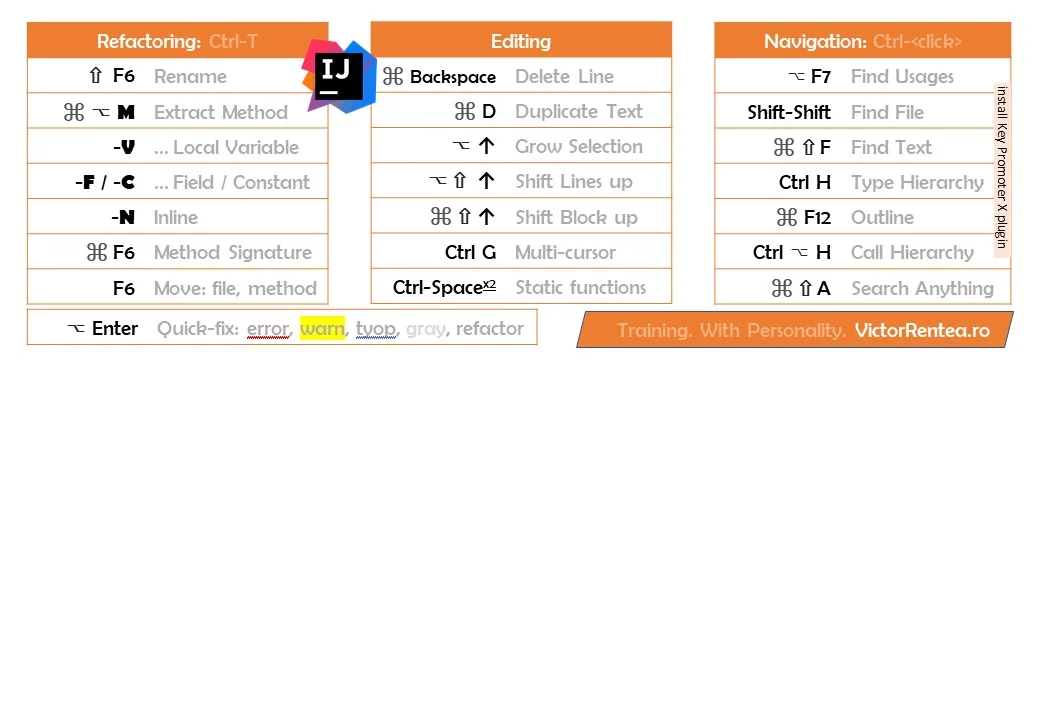 Refactoring: Ctrl-T
⇧ F6 Rename
⌘ ⌥ M Extract Method
-V ... Local Variable
-F / -C ... Field / Constant
-N Inline
⌘ F6 Method Signature
F6 Move: file, method
IJ
Editing
⌘ Backspace Delete Line
⌘ D Duplicate Text
⌥ ↑ Grow Selection
⌥ ⇧ ↑ Shift Lines up
⌘ ⇧ ↑ Shift Block up
Ctrl G Multi-cursor
Ctrl-Space x2 Static functions
Navigation: Ctrl-<click>
⌥ F7 Find Usages
Shift-Shift Find File
⌘ ⇧ F Find Text
Ctrl H Type Hierarchy
⌘ F12 Outline
Ctrl ⌥ H Call Hierarchy
⌘ ⇧ A Search Anything
install Key Promoter X plugin
⌥ Enter Quick-fix: error, warn, tyop, gray, refactor
Training. With Personality. VictorRentea.ro